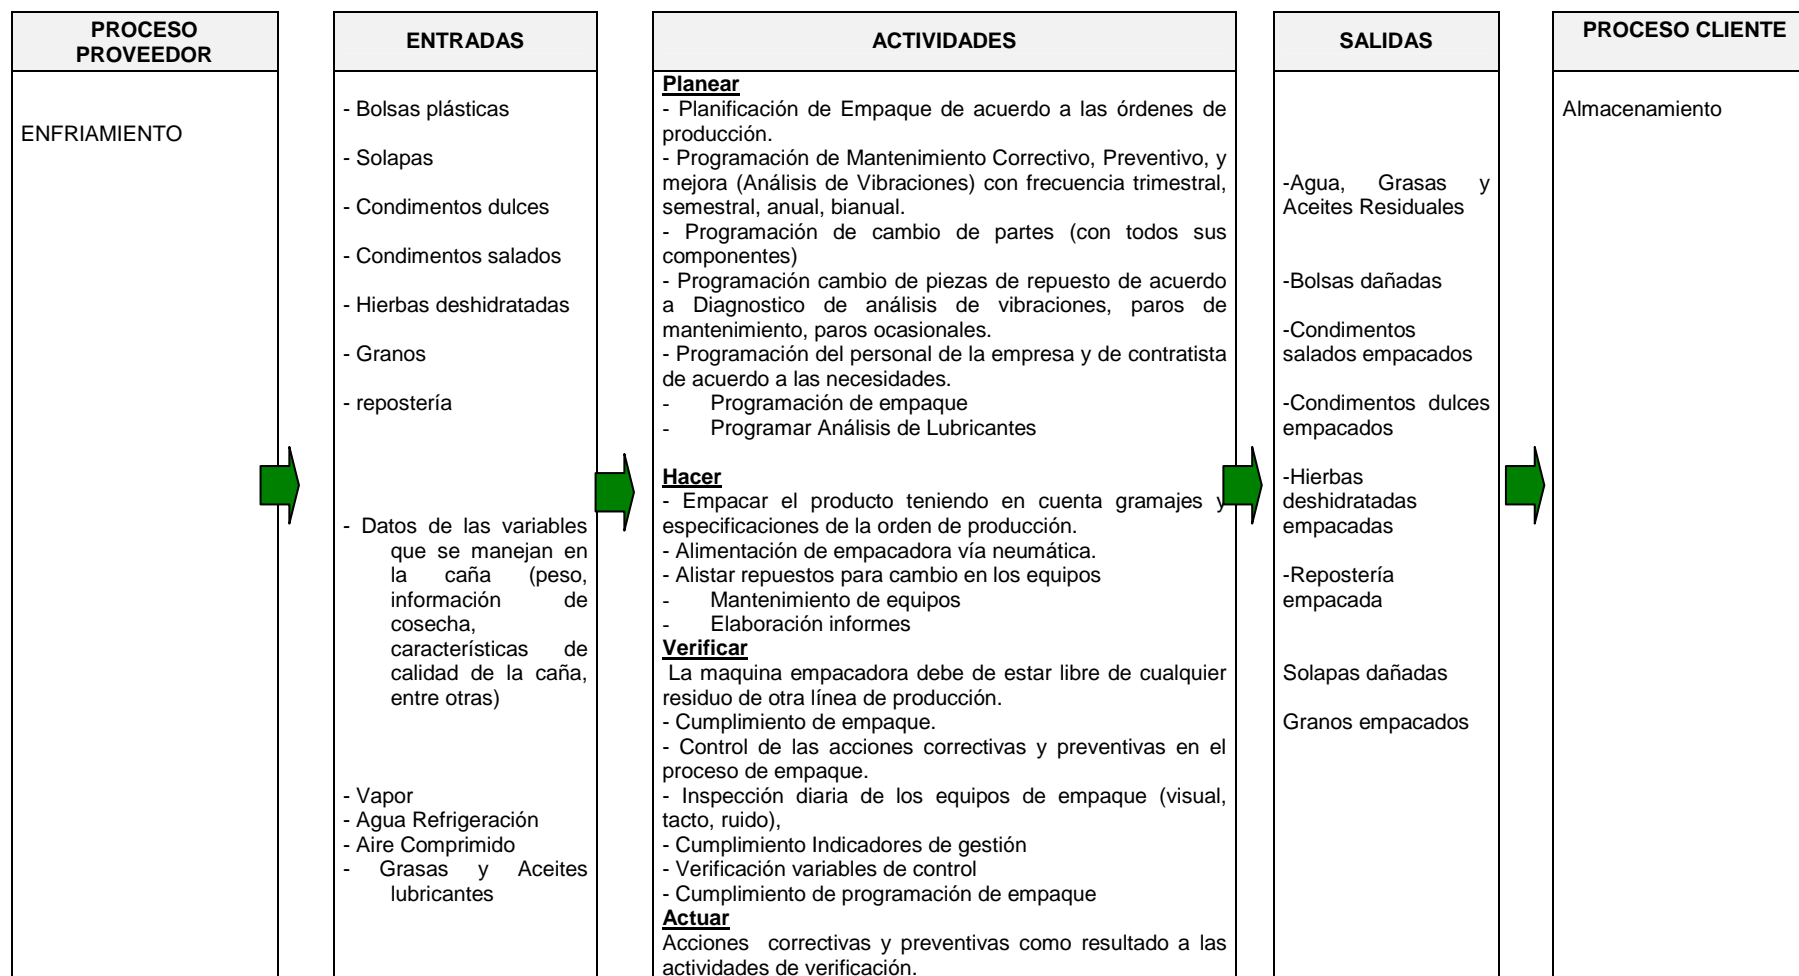 PROCESO
PROVEEDOR
ENFRIAMIENTO
ENTRADAS
- Bolsas plásticas
- Solapas
- Condimentos dulces
- Condimentos salados
- Hierbas deshidratadas
- Granos
- repostería
- Datos de las variables
que se manejan en
la caña (peso,
información de
cosecha,
características de
calidad de la caña,
entre otras)
- Vapor
- Agua Refrigeración
- Aire Comprimido
- Grasas y Aceites
lubricantes
ACTIVIDADES
Planear
- Planificación de Empaque de acuerdo a las órdenes de
producción.
- Programación de Mantenimiento Correctivo, Preventivo, y
mejora (Análisis de Vibraciones) con frecuencia trimestral,
semestral, anual, bianual.
- Programación de cambio de partes (con todos sus
componentes)
- Programación cambio de piezas de repuesto de acuerdo
a Diagnostico de análisis de vibraciones, paros de
mantenimiento, paros ocasionales.
- Programación del personal de la empresa y de contratista
de acuerdo a las necesidades.
- Programación de empaque
- Programar Análisis de Lubricantes
Hacer
- Empacar el producto teniendo en cuenta gramajes y
especificaciones de la orden de producción.
- Alimentación de empacadora vía neumática.
- Alistar repuestos para cambio en los equipos
- Mantenimiento de equipos
- Elaboración informes
Verificar
La maquina empacadora debe de estar libre de cualquier
residuo de otra línea de producción.
- Cumplimiento de empaque.
- Control de las acciones correctivas y preventivas en el
proceso de empaque.
- Inspección diaria de los equipos de empaque (visual,
tacto, ruido),
- Cumplimiento Indicadores de gestión
- Verificación variables de control
- Cumplimiento de programación de empaque
Actuar
Acciones correctivas y preventivas como resultado a las
actividades de verificación.
SALIDAS
-Agua, Grasas y
Aceites Residuales
-Bolsas dañadas
-Condimentos
salados empacados
-Condimentos dulces
empacados
-Hierbas
deshidratadas
empacadas
-Repostería
empacada
Solapas dañadas
Granos empacados
PROCESO CLIENTE
Almacenamiento